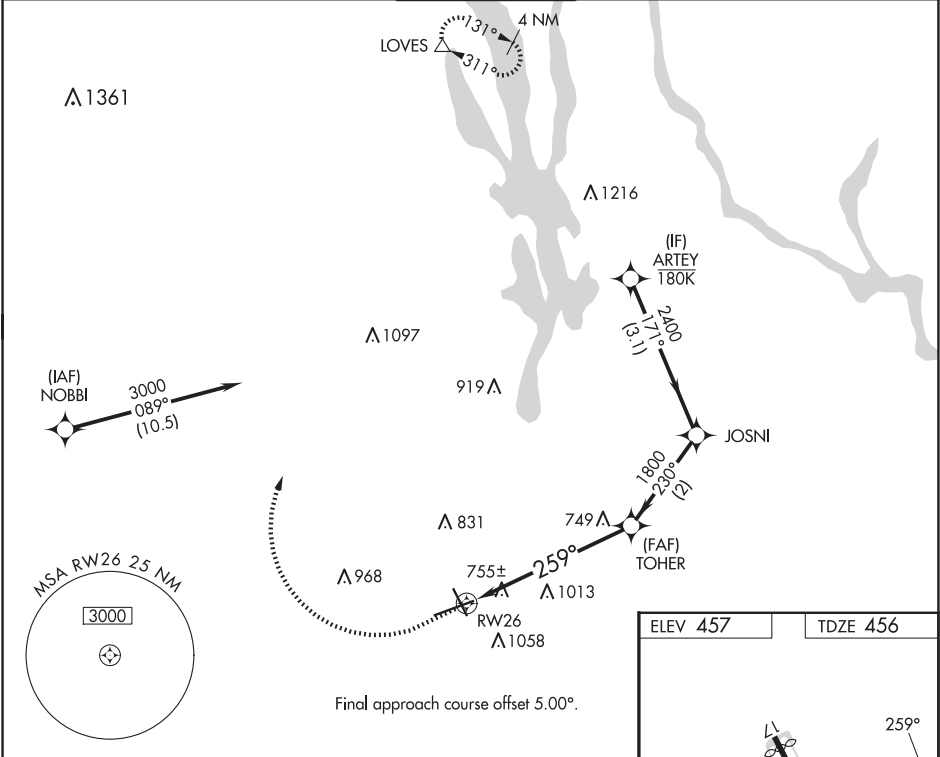 4 NM
131°
LOVES
311°
1361
1216
(IF)
ARTEY
180K
2400
171°
(3.1)
1097
(IAF)
NOBBI
3000
089°
(10.5)
919
JOSNI
1800
230°
(2)
831
749
(FAF)
TOHER
259°
755±
968
1013
MSA RW26 25 NM
3000
RW26
1058
ELEV 457
TDZE 456
Final approach course offset 5.00°.
17
259°